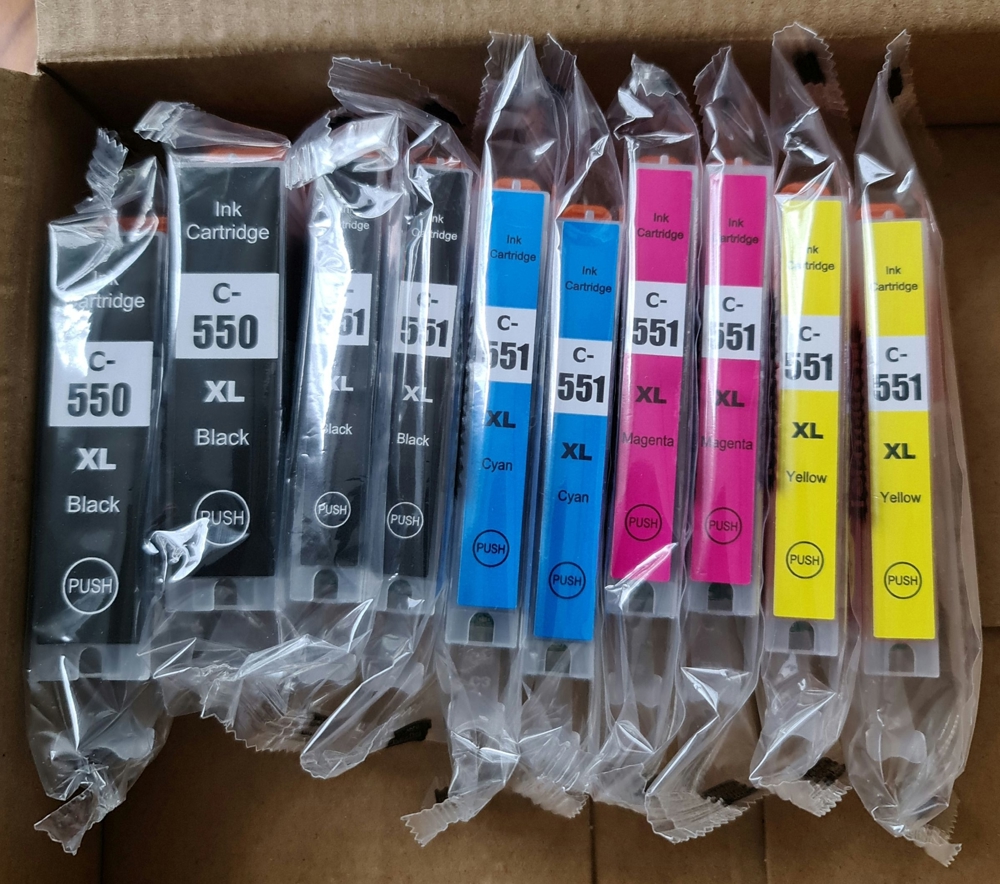 Ink
Cartridge
C-
550
XL
Black
PUSH
Ink
Cartridge
C-
550
XL
Black
PUSH
551
XL
Black
PUSH
Ink
Cartridge
C-
551
XL
Black
PUSH
Ink
Cartridge
C-
551
XL
Cyan
PUSH
Ink
Cartridge
C-
551
XL
Cyan
PUSH
Ink
Cartridge
C-
551
XL
Magenta
PUSH
Ink
Cartridge
C-
551
XL
Magenta
PUSH
Ink
Cartridge
C-
551
XL
Yellow
PUSH
Ink
Cartridge
C-
551
XL
Yellow
PUSH